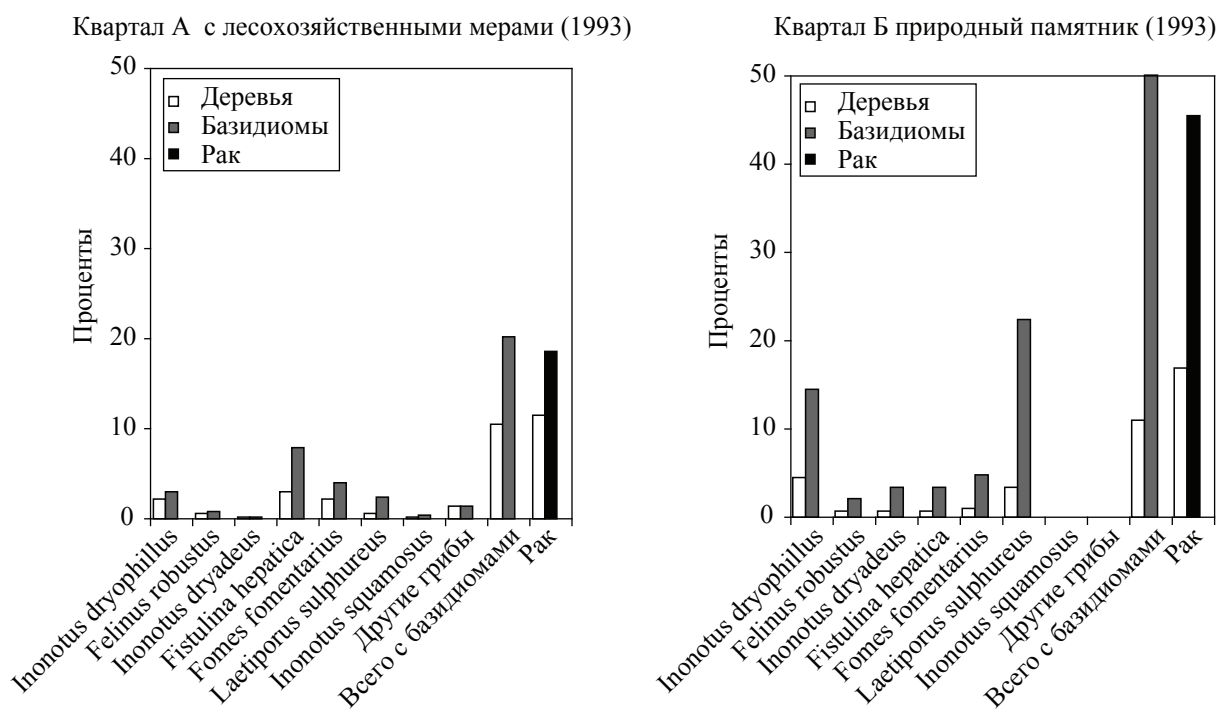 Квартал А с лесохозяйственными мерами (1993)
50
40
30
20
10
0
Проценты
Деревья
Базидиомы
Рак
Inonotus dryophillus
Felinus robustus
Inonotus dryadeus
Fistulina hepatica
Fomes fomentarius
Laetiporus sulphureus
Inonotus squamosus
Другие грибы
Всего с базидиомами
Рак
Квартал Б природный памятник (1993)
50
40
30
20
10
0
Проценты
Деревья
Базидиомы
Рак
Inonotus dryophillus
Felinus robustus
Inonotus dryadeus
Fistulina hepatica
Fomes fomentarius
Laetiporus sulphureus
Inonotus squamosus
Другие грибы
Всего с базидиомами
Рак